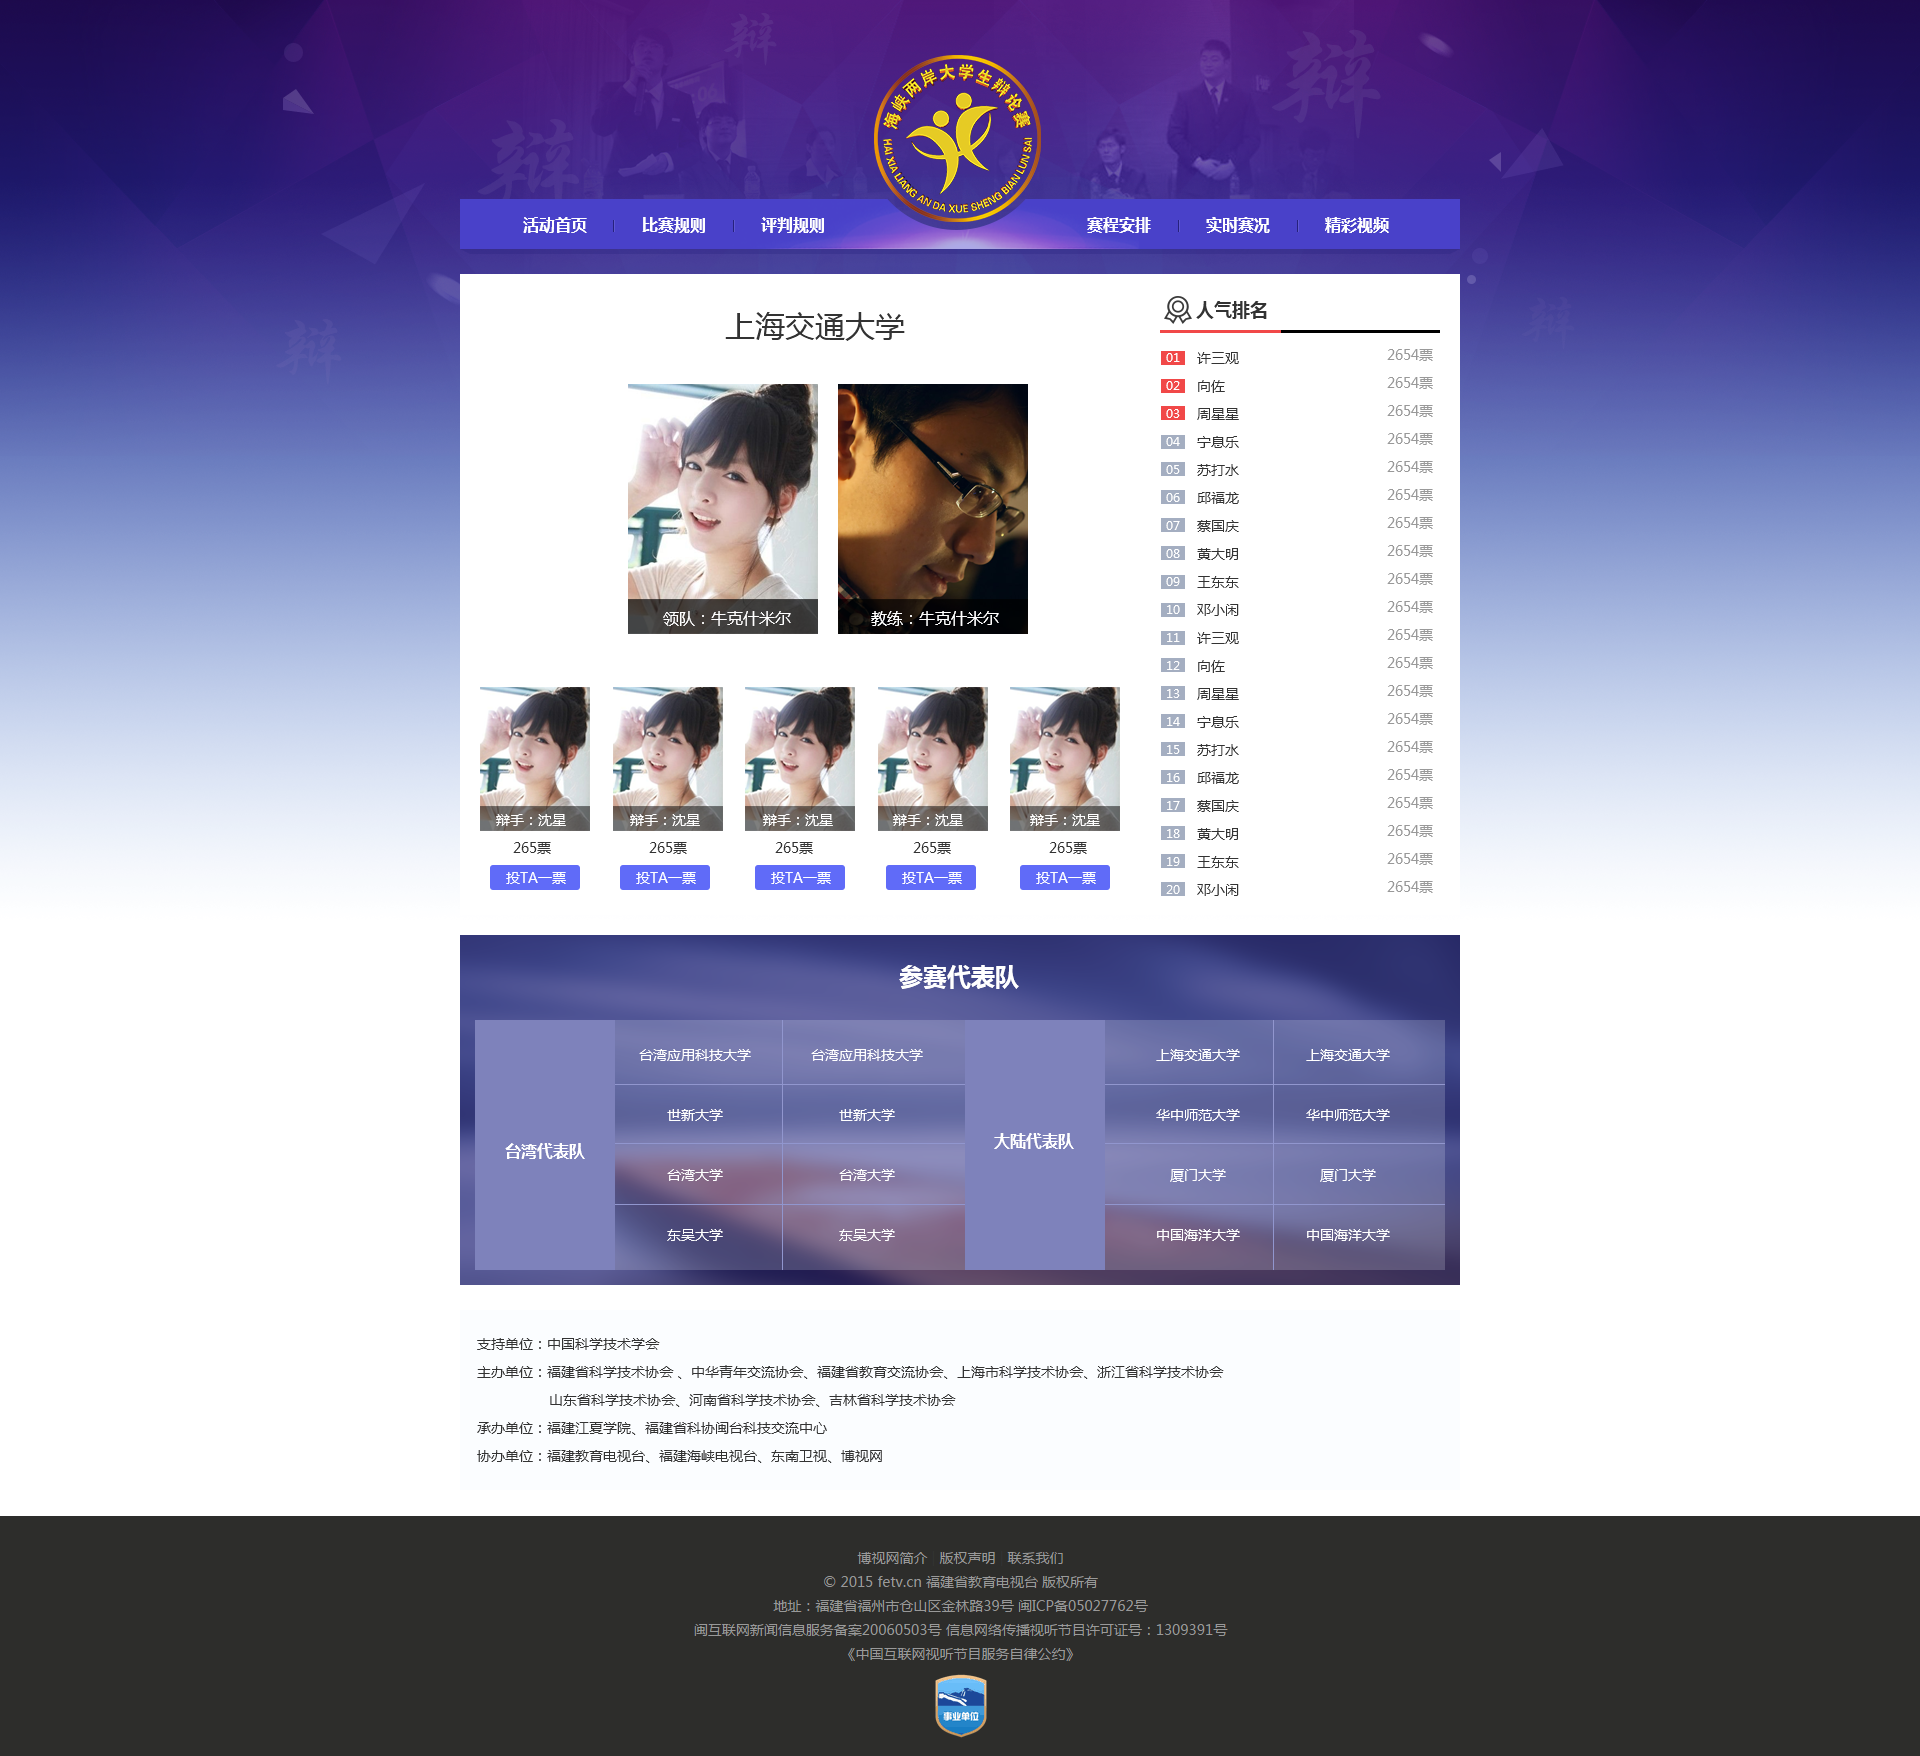 辩
辩
辩
辩
辩
海峡两岸大学生辩论赛
HAI XIA LIANG AN DA XUE SHENG BIAN LUN SAI
活动首页 比赛规则 评判规则 赛程安排 实时赛况 精彩视频
上海交通大学
领队：牛克什米尔
教练：牛克什米尔
辩手：沈星 辩手：沈星 辩手：沈星 辩手：沈星 辩手：沈星
265票 265票 265票 265票 265票
投TA一票 投TA一票 投TA一票 投TA一票 投TA一票
人气排名
01 许三观 2654票
02 向佐 2654票
03 周星星 2654票
04 宁息乐 2654票
05 苏打水 2654票
06 邱福龙 2654票
07 蔡国庆 2654票
08 黄大明 2654票
09 王东东 2654票
10 邓小闲 2654票
11 许三观 2654票
12 向佐 2654票
13 周星星 2654票
14 宁息乐 2654票
15 苏打水 2654票
16 邱福龙 2654票
17 蔡国庆 2654票
18 黄大明 2654票
19 王东东 2654票
20 邓小闲 2654票
参赛代表队
台湾代表队
台湾应用科技大学 台湾应用科技大学
世新大学 世新大学
台湾大学 台湾大学
东吴大学 东吴大学
大陆代表队
上海交通大学 上海交通大学
华中师范大学 华中师范大学
厦门大学 厦门大学
中国海洋大学 中国海洋大学
支持单位：中国科学技术学会
主办单位：福建省科学技术协会 、中华青年交流协会、福建省教育交流协会、上海市科学技术协会、浙江省科学技术协会
山东省科学技术协会、河南省科学技术协会、吉林省科学技术协会
承办单位：福建江夏学院、福建省科协闽台科技交流中心
协办单位：福建教育电视台、福建海峡电视台、东南卫视、博视网
博视网简介 版权声明 联系我们
© 2015 fetv.cn 福建省教育电视台 版权所有
地址：福建省福州市仓山区金林路39号 闽ICP备05027762号
闽互联网新闻信息服务备案20060503号 信息网络传播视听节目许可证号：1309391号
《中国互联网视听节目服务自律公约》
事业单位